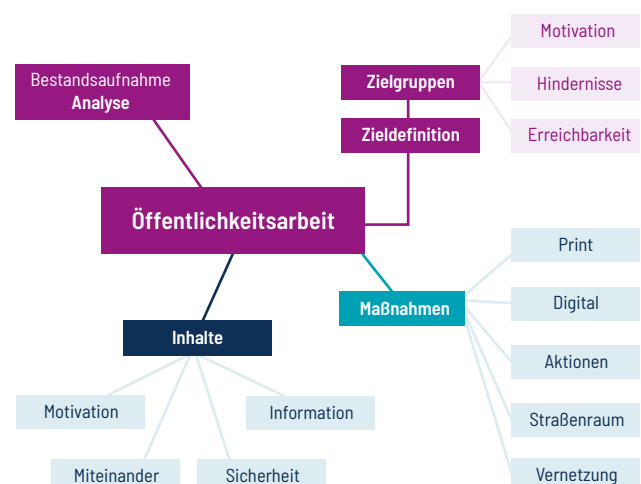 Motivation
Bestandsaufnahme
Analyse
Zielgruppen
Hindernisse
Zieldefinition
Erreichbarkeit
Öffentlichkeitsarbeit
Print
Maßnahmen
Digital
Inhalte
Aktionen
Motivation
Information
Straßenraum
Miteinander
Sicherheit
Vernetzung